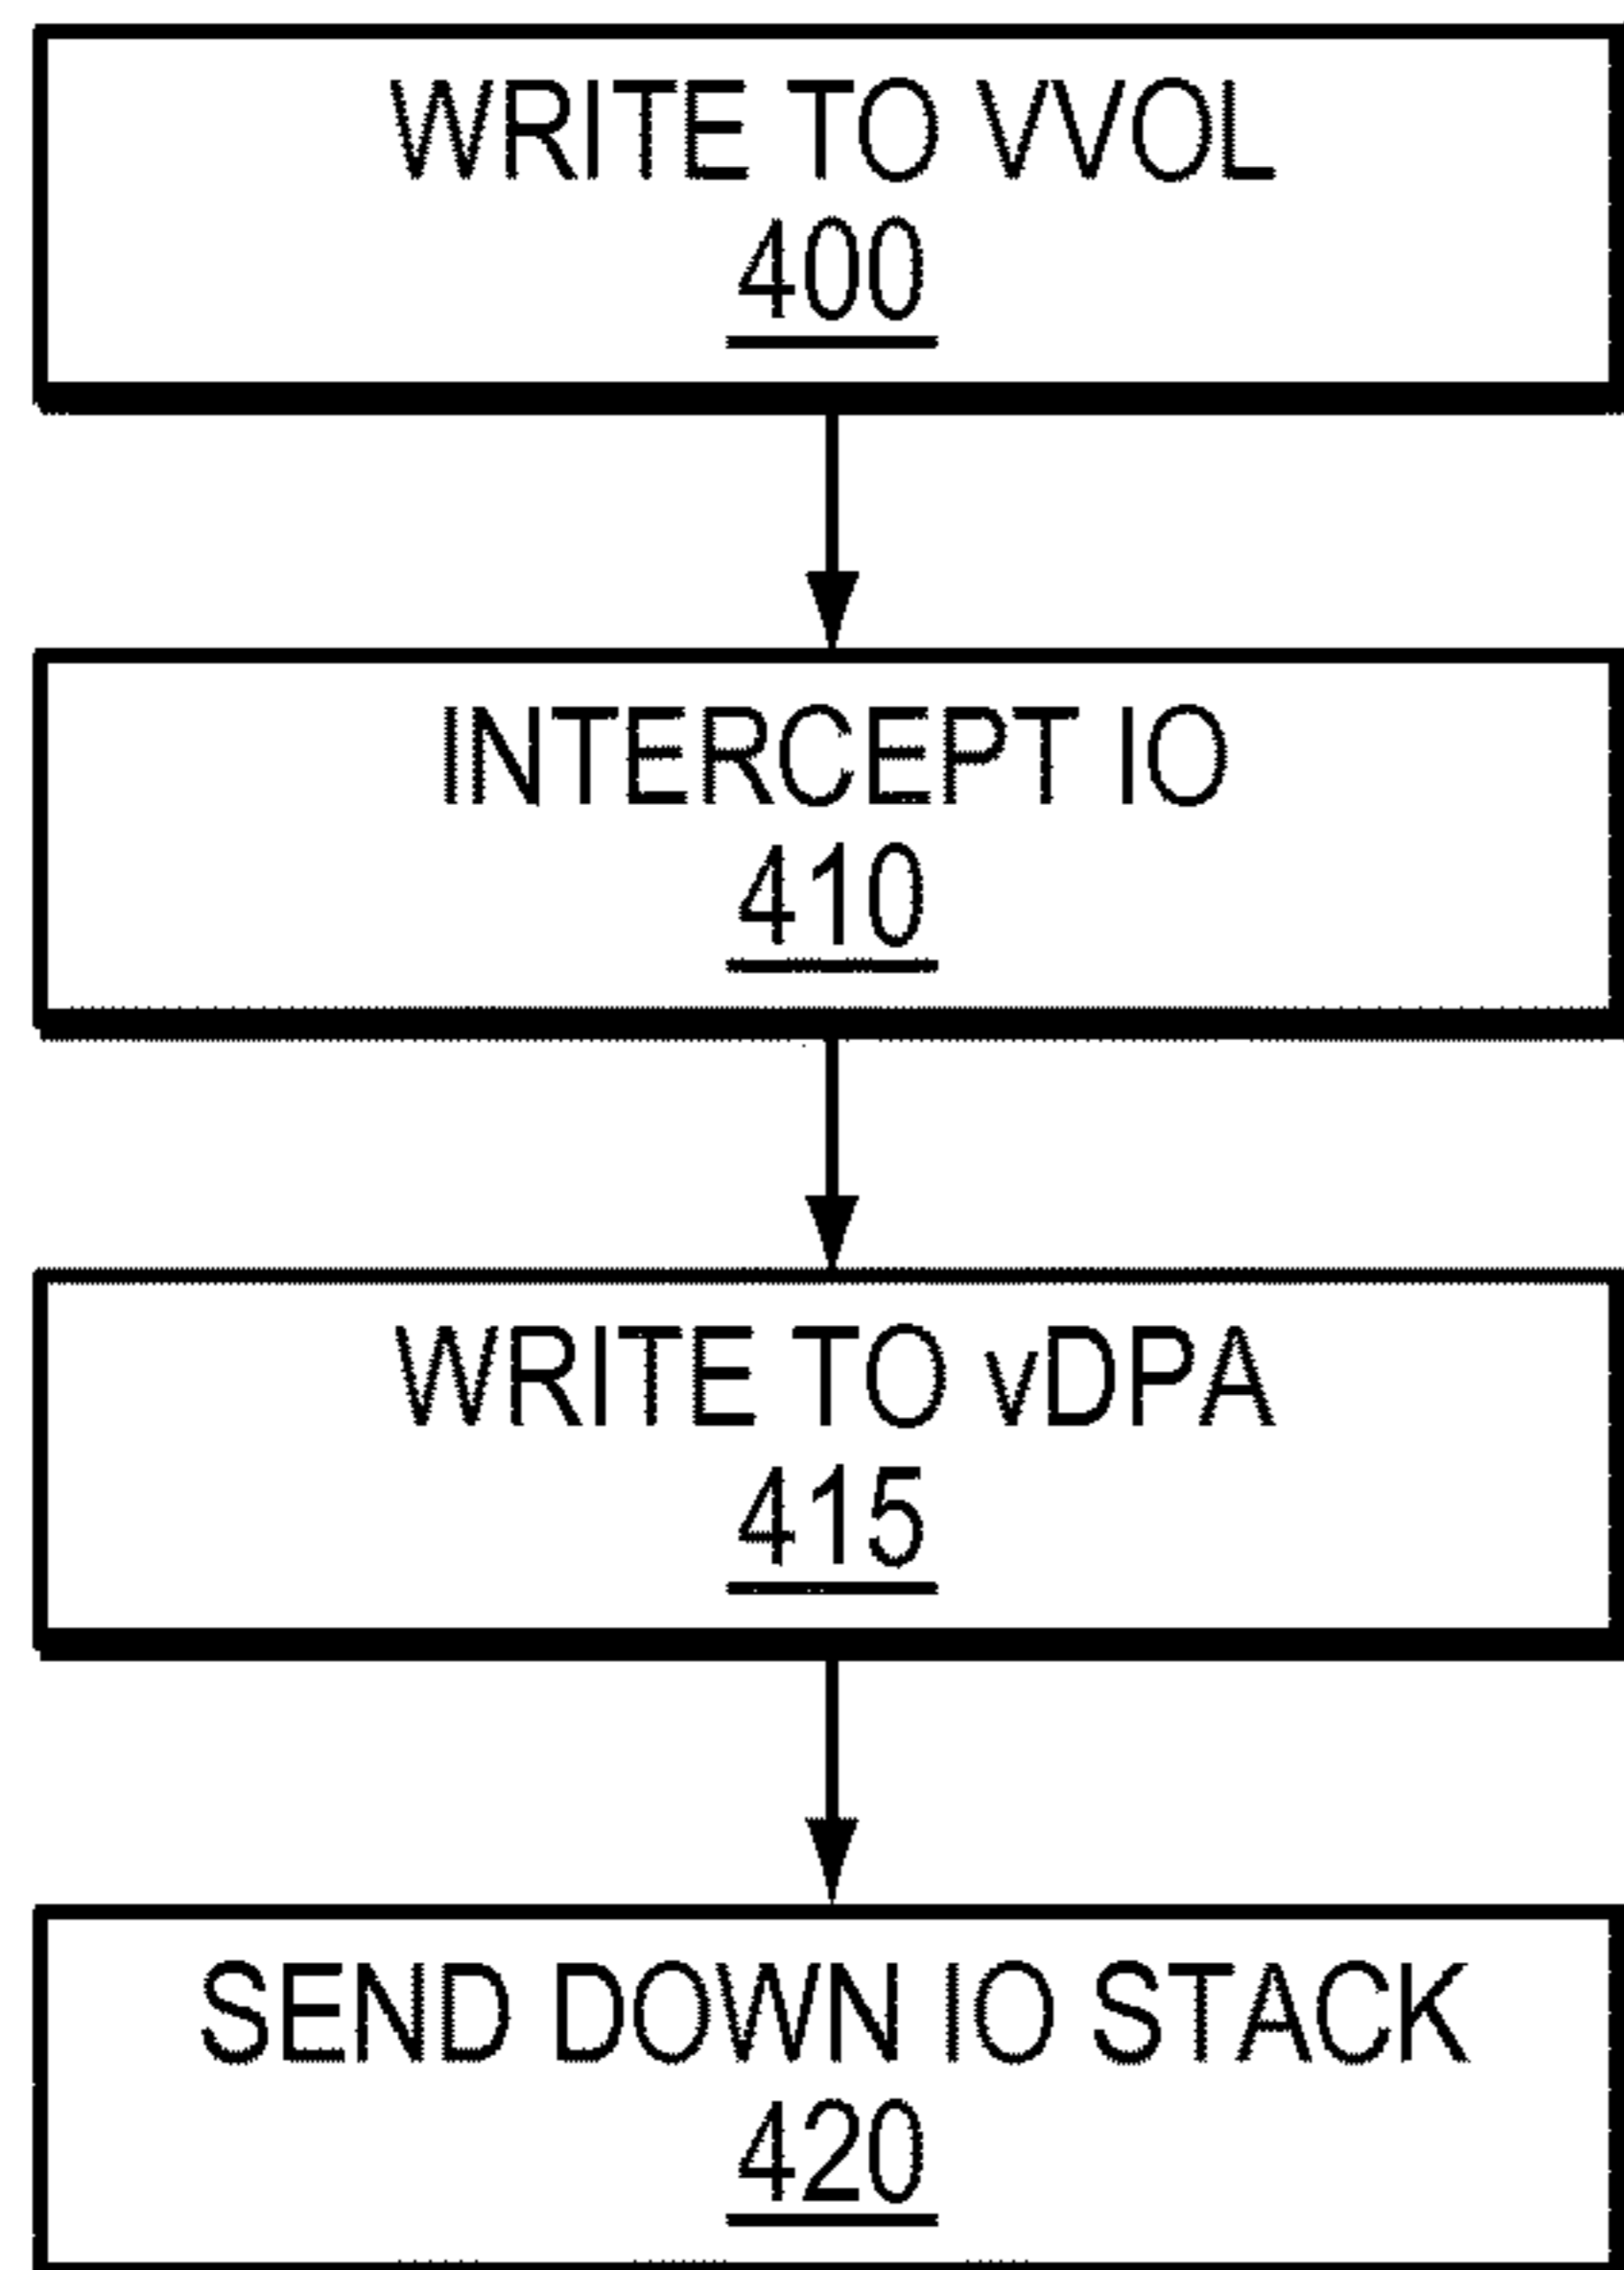 WRITE TO VVOL
400
INTERCEPT IO
410
WRITE TO vDPA
415
SEND DOWN IO STACK
420